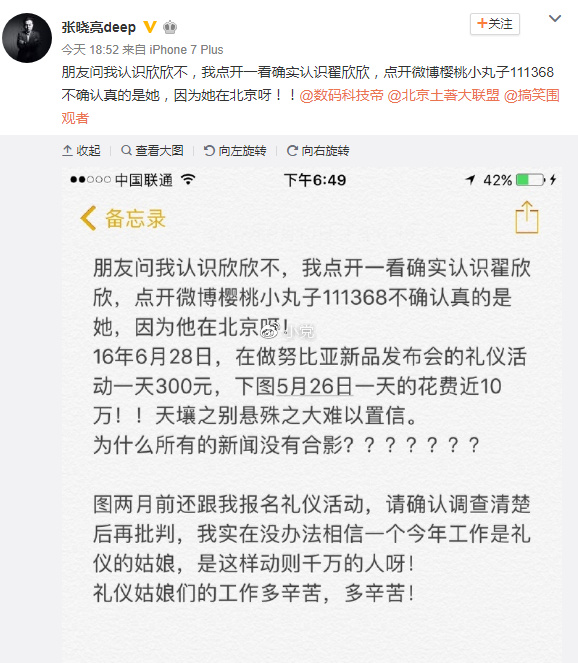 张晓亮deep
V
+关注
今天 18:52 来自 iPhone 7 Plus
朋友问我认识欣欣不，我点开一看确实认识翟欣欣，点开微博樱桃小丸子111368
不确认真的是她，因为她在北京呀！！@数码科技帝 @北京土著大联盟 @搞笑围
观者
收起 查看大图 向左旋转 向右旋转
中国联通 下午6:49 42%
备忘录
朋友问我认识欣欣不，我点开一看确实认识翟欣
欣，点开微博樱桃小丸子111368不确认真的是
她，因为他在北京呀！
16年6月28日，在做努比亚新品发布会的礼仪活
动一天300元，下图5月26日一天的花费近10
万！！天壤之别悬殊之大难以置信。
为什么所有的新闻没有合影？？？？？？？
图两月前还跟我报名礼仪活动，请确认调查清楚
后再批判，我实在没办法相信一个今年工作是礼
仪的姑娘，是这样动则千万的人呀！
礼仪姑娘们的工作多辛苦，多辛苦！